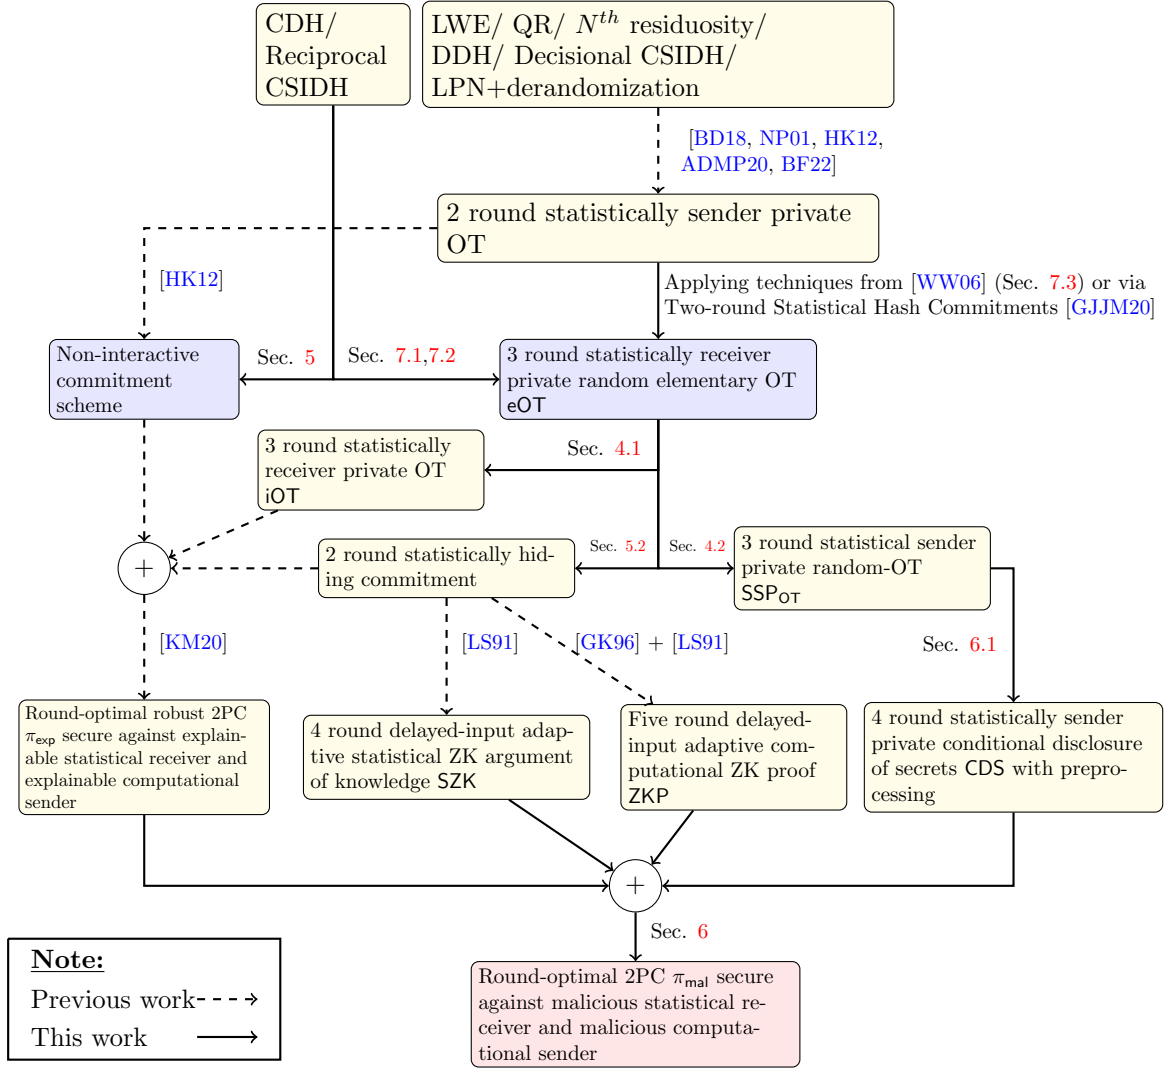 CDH/
Reciprocal
CSIDH
LWE/ QR/ N^th residuosity/
DDH/ Decisional CSIDH/
LPN+derandomization
[BD18, NP01, HK12,
ADMP20, BF22]
2 round statistically sender private
OT
[HK12]
Applying techniques from [WW06] (Sec. 7.3) or via
Two-round Statistical Hash Commitments [GJJM20]
Non-interactive
commitment
scheme
Sec. 5
Sec. 7.1,7.2
3 round statistically receiver
private random elementary OT
eOT
3 round statistically
receiver private OT
iOT
Sec. 4.1
+
2 round statistically hid-
ing commitment
Sec. 5.2
Sec. 4.2
3 round statistical sender
private random-OT
SSP_OT
[KM20]
[LS91]
[GK96] + [LS91]
Sec. 6.1
Round-optimal robust 2PC
π_exp secure against explain-
able statistical receiver and
explainable computational
sender
4 round delayed-input adap-
tive statistical ZK argument
of knowledge SZK
Five round delayed-
input adaptive com-
putational ZK proof
ZKP
4 round statistically sender
private conditional disclosure
of secrets CDS with prepro-
cessing
+
Sec. 6
Note:
Previous work
This work
Round-optimal 2PC π_mal secure
against malicious statistical re-
ceiver and malicious computa-
tional sender